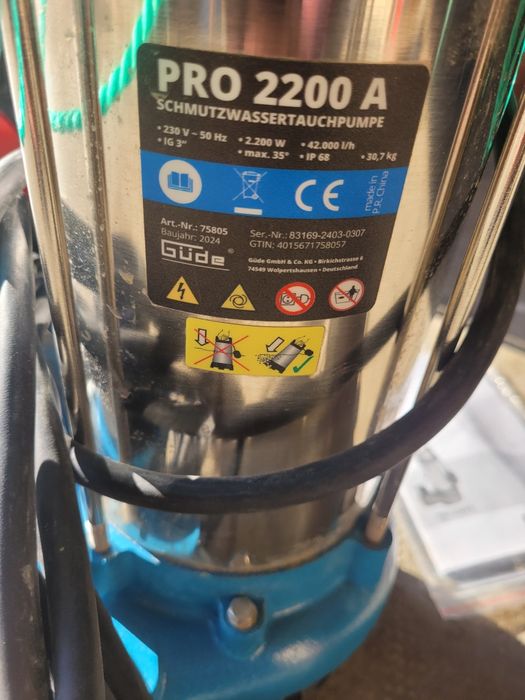 PRO 2200 A
SCHMUTZWASSERTAUCHPUMPE
• 230 V ~ 50 Hz • 2.200 W • 42.000 l/h
• IG 3" • max. 35° • IP 68 • 30,7 kg
CE
made in
P.R. China
Art.-Nr.: 75805
Baujahr: 2024
Ser.-Nr.: 83169-2403-0307
GTIN: 4015671758057
Güde ®
Güde GmbH & Co. KG • Birkichstrasse 6
74549 Wolpertshausen • Deutschland